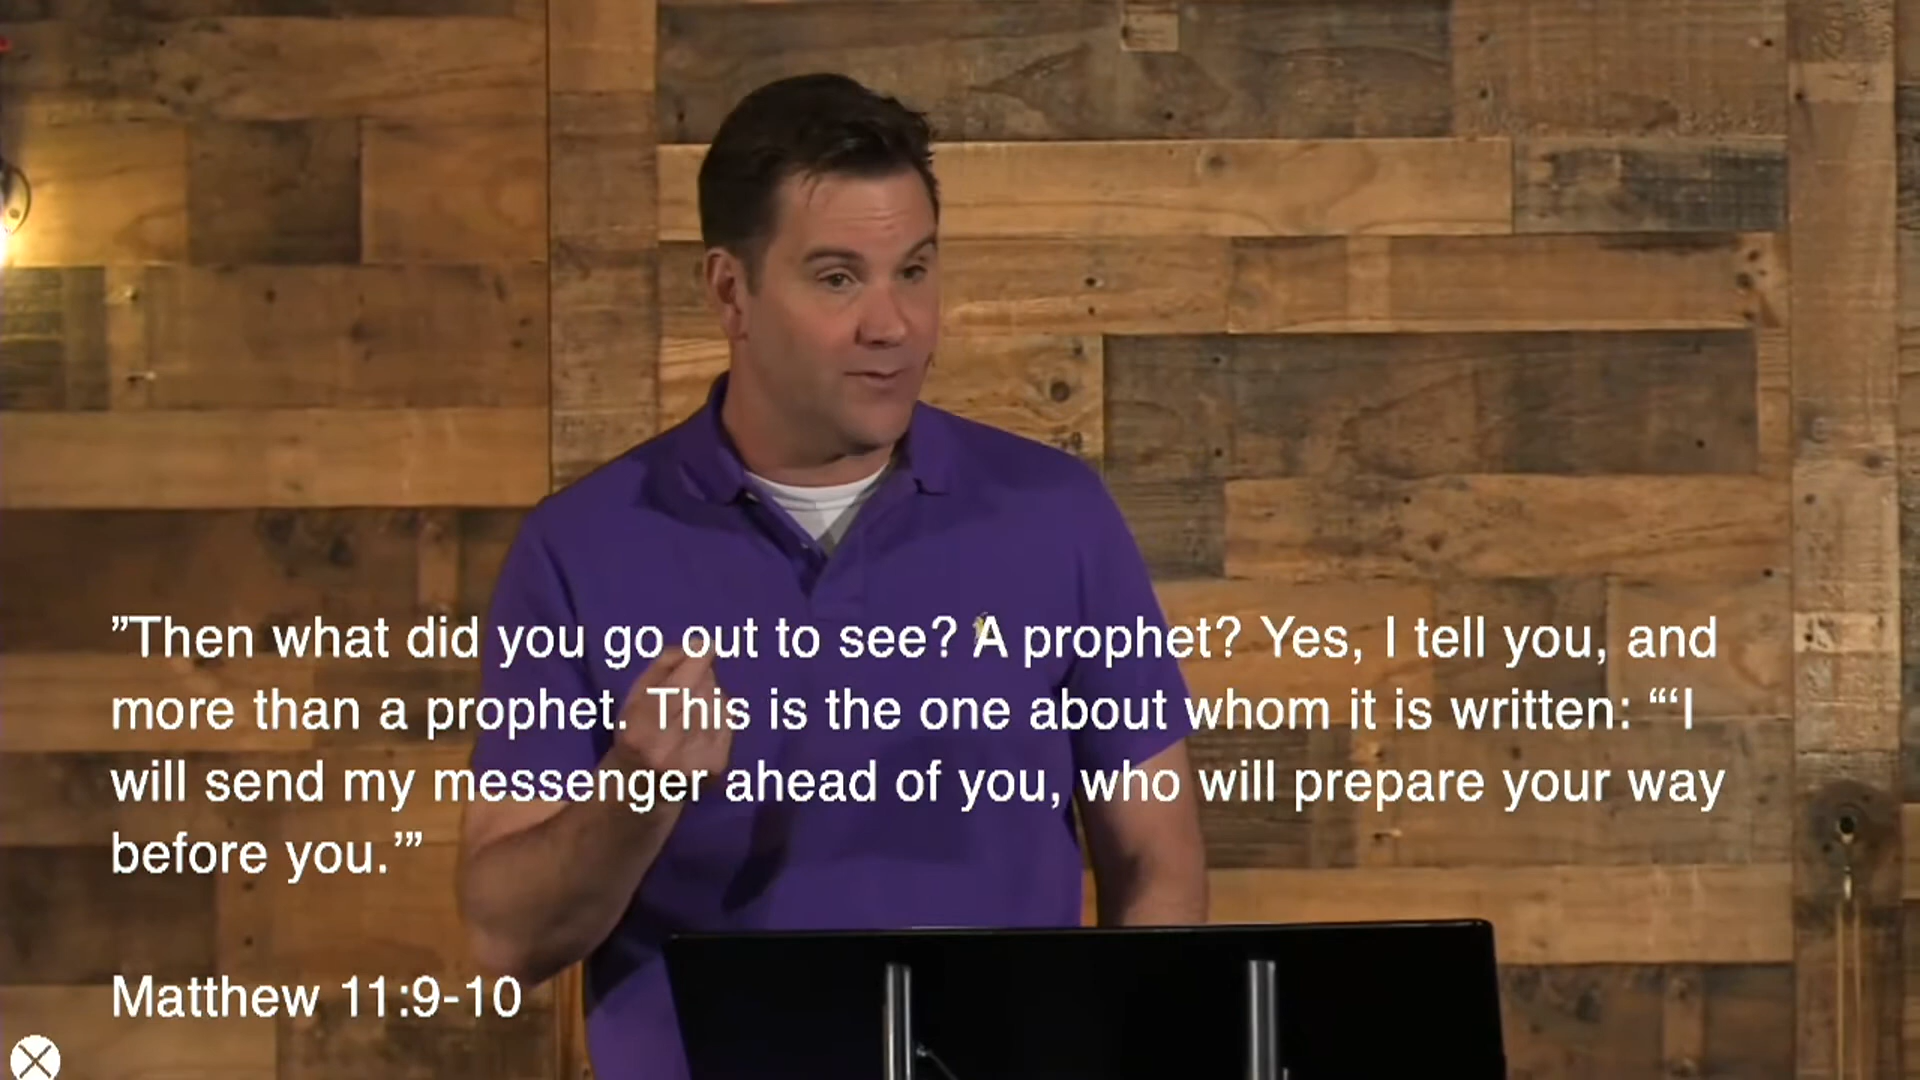 ”Then what did you go out to see? A prophet? Yes, I tell you, and
more than a prophet. This is the one about whom it is written: “‘I
will send my messenger ahead of you, who will prepare your way
before you.’”
Matthew 11:9-10